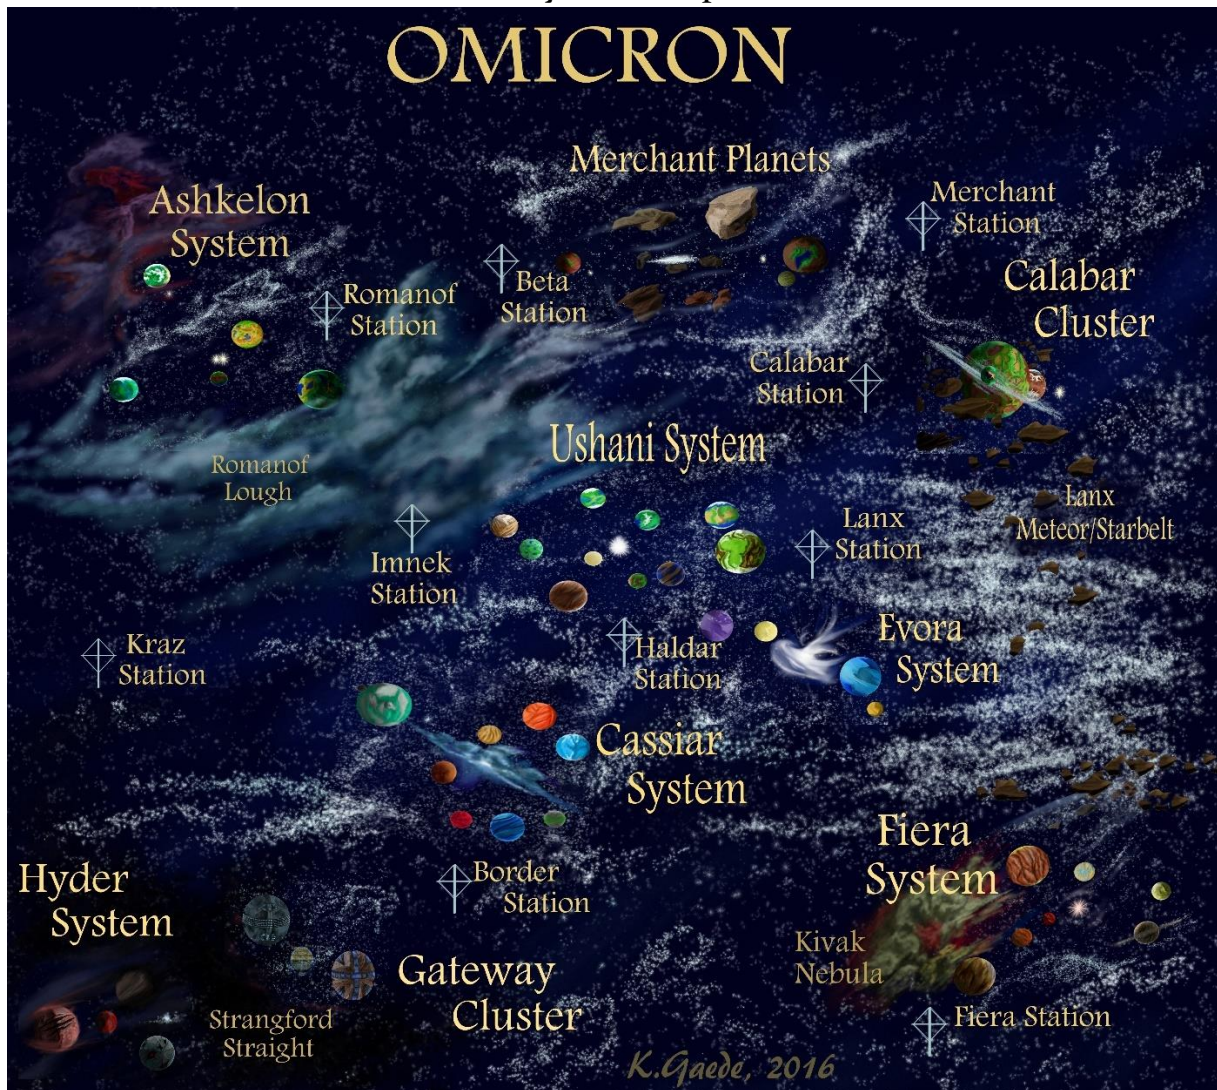 OMICRON
Merchant Planets
Ashkelon
System
Merchant
Station
Calabar
Cluster
Beta
Station
Romanof
Station
Calabar
Station
Ushani System
Romanof
Lough
Lanx
Meteor/Starbelt
Lanx
Station
Imnek
Station
Evora
System
Kraz
Station
Haldar
Station
Cassiar
System
Fiera
System
Hyder
System
Border
Station
Kivak
Nebula
Gateway
Cluster
Strangford
Straight
Fiera Station
K.Gaede, 2016